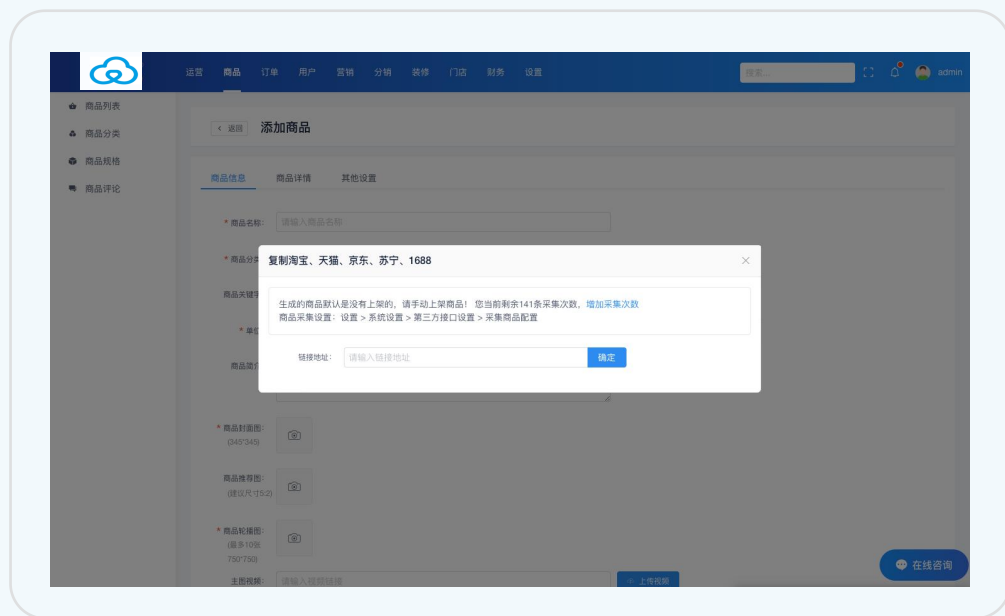 运营 商品 订单 用户 营销 分销 装修 门店 财务 设置 搜索... admin
商品列表
商品分类
商品规格
商品评论
< 返回 添加商品
商品信息 商品详情 其他设置
* 商品名称: 请输入商品名称
* 商品分
商品关键字
* 单位
商品简介
复制淘宝、天猫、京东、苏宁、1688
生成的商品默认是没有上架的，请手动上架商品！ 您当前剩余141条采集次数，增加采集次数
商品采集设置：设置 > 系统设置 > 第三方接口设置 > 采集商品配置
链接地址： 请输入链接地址 确定
* 商品封面图:
(345*345)
商品推荐图:
(建议尺寸5:2)
* 商品轮播图:
(最多10张
750*750)
主图视频: 请输入视频链接 上传视频
在线咨询